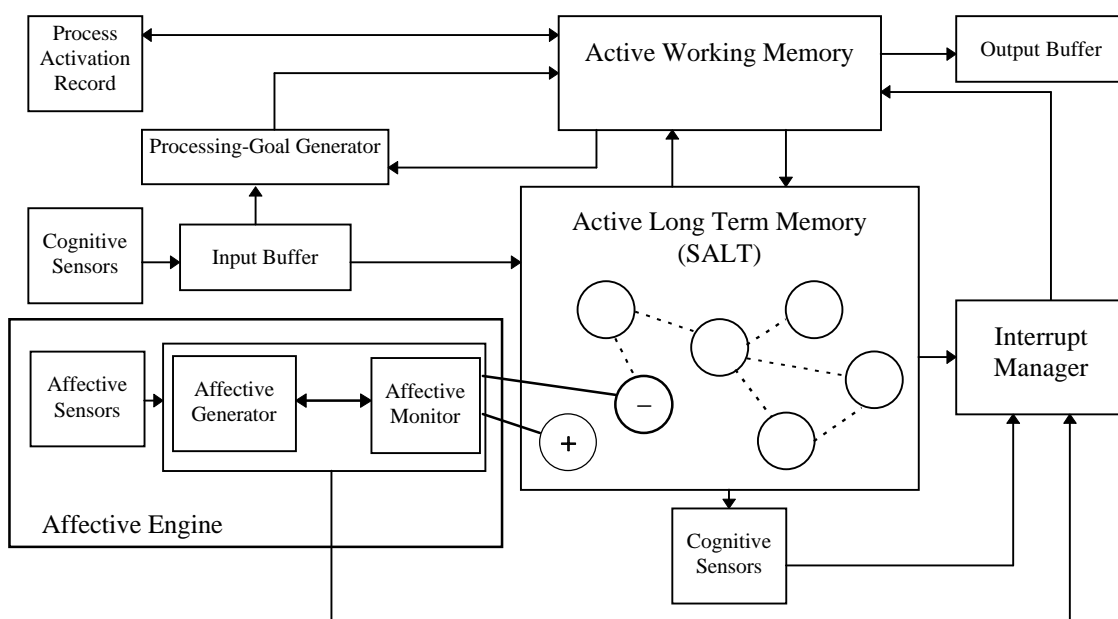 Process
Activation
Record
Active Working Memory
Output Buffer
Processing-Goal Generator
Cognitive
Sensors
Input Buffer
Active Long Term Memory
(SALT)
Interrupt
Manager
Affective
Sensors
Affective
Generator
Affective
Monitor
–
+
Affective Engine
Cognitive
Sensors